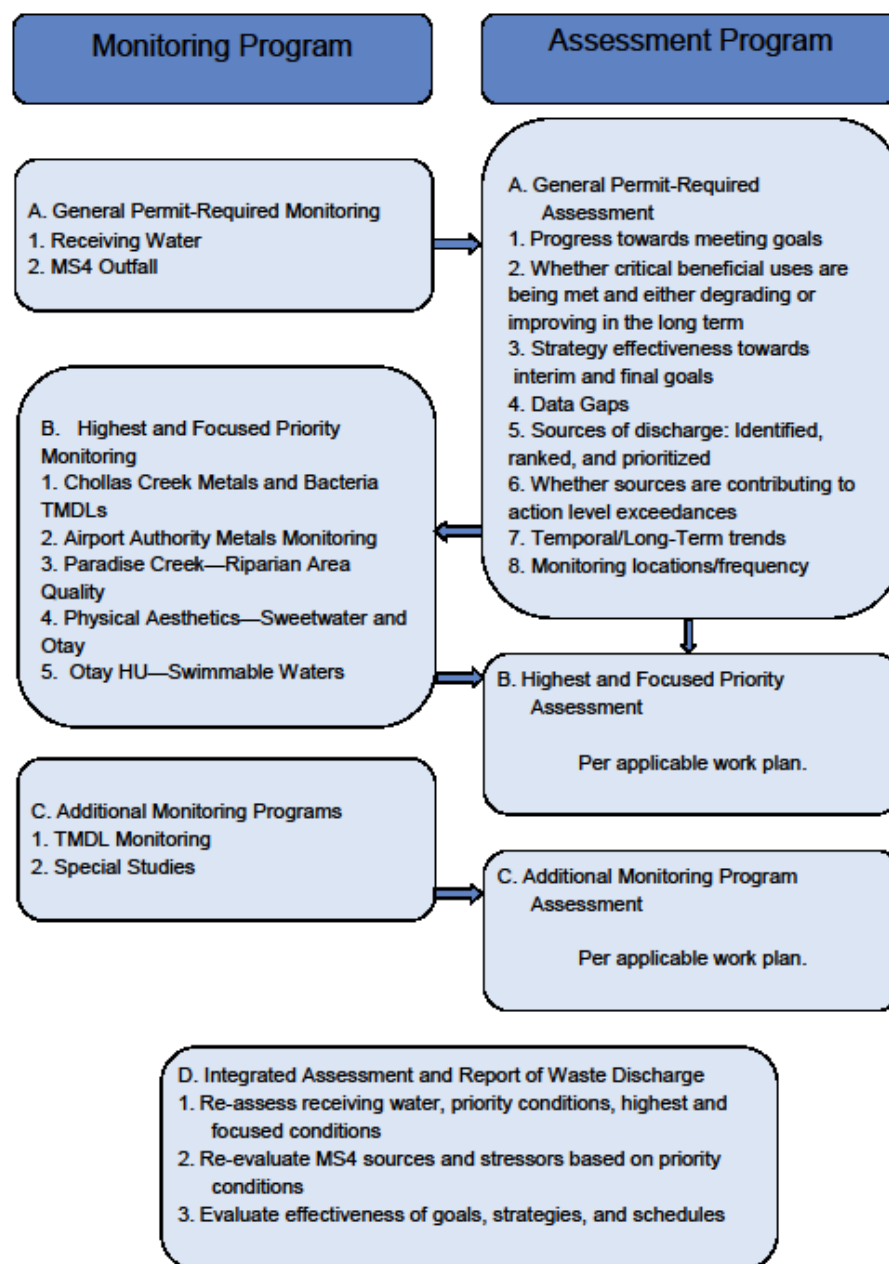 Monitoring Program
Assessment Program
A. General Permit-Required Monitoring
1. Receiving Water
2. MS4 Outfall
A. General Permit-Required
Assessment
1. Progress towards meeting goals
2. Whether critical beneficial uses are
being met and either degrading or
improving in the long term
3. Strategy effectiveness towards
interim and final goals
4. Data Gaps
5. Sources of discharge: Identified,
ranked, and prioritized
6. Whether sources are contributing to
action level exceedances
7. Temporal/Long-Term trends
8. Monitoring locations/frequency
B. Highest and Focused Priority
Monitoring
1. Chollas Creek Metals and Bacteria
TMDLs
2. Airport Authority Metals Monitoring
3. Paradise Creek—Riparian Area
Quality
4. Physical Aesthetics—Sweetwater and
Otay
5. Otay HU—Swimmable Waters
B. Highest and Focused Priority
Assessment
Per applicable work plan.
C. Additional Monitoring Programs
1. TMDL Monitoring
2. Special Studies
C. Additional Monitoring Program
Assessment
Per applicable work plan.
D. Integrated Assessment and Report of Waste Discharge
1. Re-assess receiving water, priority conditions, highest and
focused conditions
2. Re-evaluate MS4 sources and stressors based on priority
conditions
3. Evaluate effectiveness of goals, strategies, and schedules